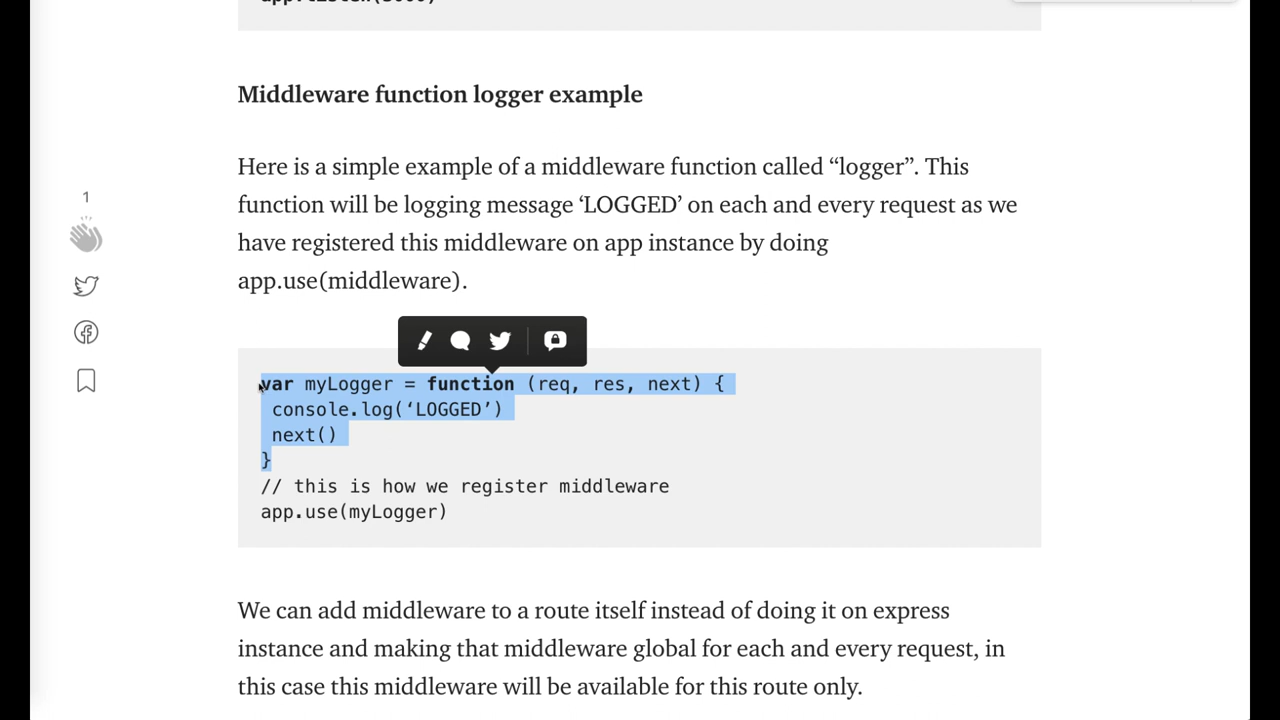 Middleware function logger example
Here is a simple example of a middleware function called “logger”. This
function will be logging message ‘LOGGED’ on each and every request as we
have registered this middleware on app instance by doing
app.use(middleware).
1
var myLogger = function (req, res, next) {
console.log(‘LOGGED’)
next()
}
// this is how we register middleware
app.use(myLogger)
We can add middleware to a route itself instead of doing it on express
instance and making that middleware global for each and every request, in
this case this middleware will be available for this route only.